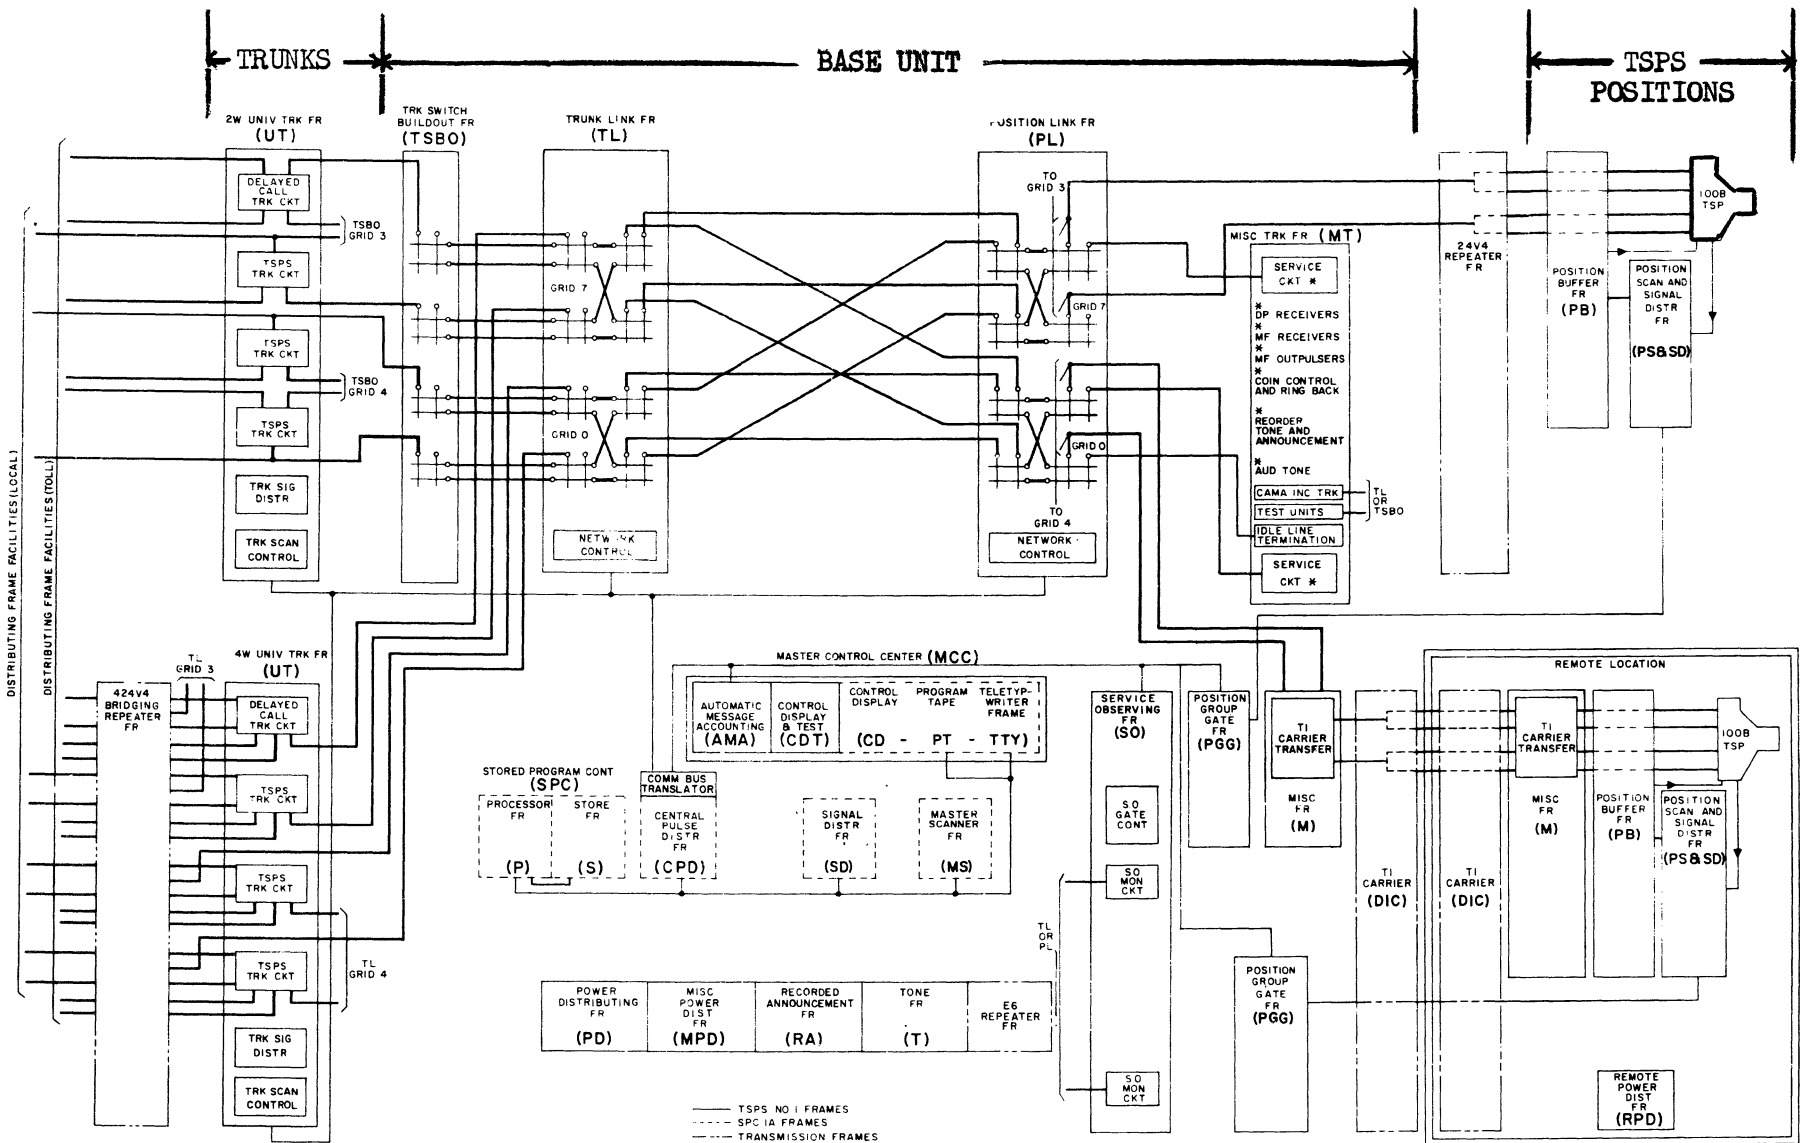 TRUNKS
BASE UNIT
TSPS
POSITIONS
2W UNIV TRK FR
(UT)
TRK SWITCH
BUILDOUT FR
(TSBO)
TRUNK LINK FR
(TL)
POSITION LINK FR
(PL)
DELAYED
CALL
TRK CKT
TSBO
GRID 3
TSPS
TRK CKT
TSPS
TRK CKT
TSBO
GRID 4
TSPS
TRK CKT
TRK SIG
DISTR
TRK SCAN
CONTROL
GRID 7
GRID 0
CONTROL
TO
GRID 3
GRID 7
GRID 0
TO
GRID 4
NETWORK
CONTROL
MISC TRK FR (MT)
SERVICE
CKT *
*
DP RECEIVERS
*
MF RECEIVERS
*
MF OUTPULSERS
*
COIN CONTROL
AND RING BACK
*
REORDER
TONE AND
ANNOUNCEMENT
*
AUD TONE
CAMA INC TRK
TEST UNITS
TL
OR
TSBO
IDLE LINE
TERMINATION
SERVICE
CKT *
24V4
REPEATER
FR
POSITION
BUFFER
FR
(PB)
POSITION
SCAN AND
SIGNAL
DISTR
FR
(PS&SD)
100B
TSP
DISTRIBUTING FRAME FACILITIES (LOCAL)
DISTRIBUTING FRAME FACILITIES (TOLL)
TL
GRID 3
4W UNIV TRK FR
(UT)
424V4
BRIDGING
REPEATER
FR
DELAYED
CALL
TRK CKT
TSPS
TRK CKT
TSPS
TRK CKT
TSPS
TRK CKT
TL
GRID 4
TRK SIG
DISTR
TRK SCAN
CONTROL
MASTER CONTROL CENTER (MCC)
AUTOMATIC
MESSAGE
ACCOUNTING
(AMA)
CONTROL
DISPLAY
& TEST
(CDT)
CONTROL
DISPLAY
PROGRAM
TAPE
TELETYP-
WRITER
FRAME
(CD - PT - TTY)
STORED PROGRAM CONT
(SPC)
PROCESSOR
FR
(P)
STORE
FR
(S)
COMM BUS
TRANSLATOR
CENTRAL
PULSE
DISTR
FR
(CPD)
SIGNAL
DISTR
FR
(SD)
MASTER
SCANNER
FR
(MS)
SERVICE
OBSERVING
FR
(SO)
SO
GATE
CONT
SO
MON
CKT
TL
OR
PL
SO
MON
CKT
POSITION
GROUP
GATE
FR
(PGG)
POSITION
GROUP
GATE
FR
(PGG)
T1
CARRIER
TRANSFER
MISC
FR
(M)
T1
CARRIER
(DIC)
REMOTE LOCATION
T1
CARRIER
(DIC)
T1
CARRIER
TRANSFER
MISC
FR
(M)
POSITION
BUFFER
FR
(PB)
POSITION
SCAN AND
SIGNAL
DISTR
FR
(PS&SD)
100B
TSP
REMOTE
POWER
DIST
FR
(RPD)
POWER
DISTRIBUTING
FR
(PD)
MISC
POWER
DIST
FR
(MPD)
RECORDED
ANNOUNCEMENT
FR
(RA)
TONE
FR
(T)
E6
REPEATER
FR
TSPS NO 1 FRAMES
SPC 1A FRAMES
TRANSMISSION FRAMES